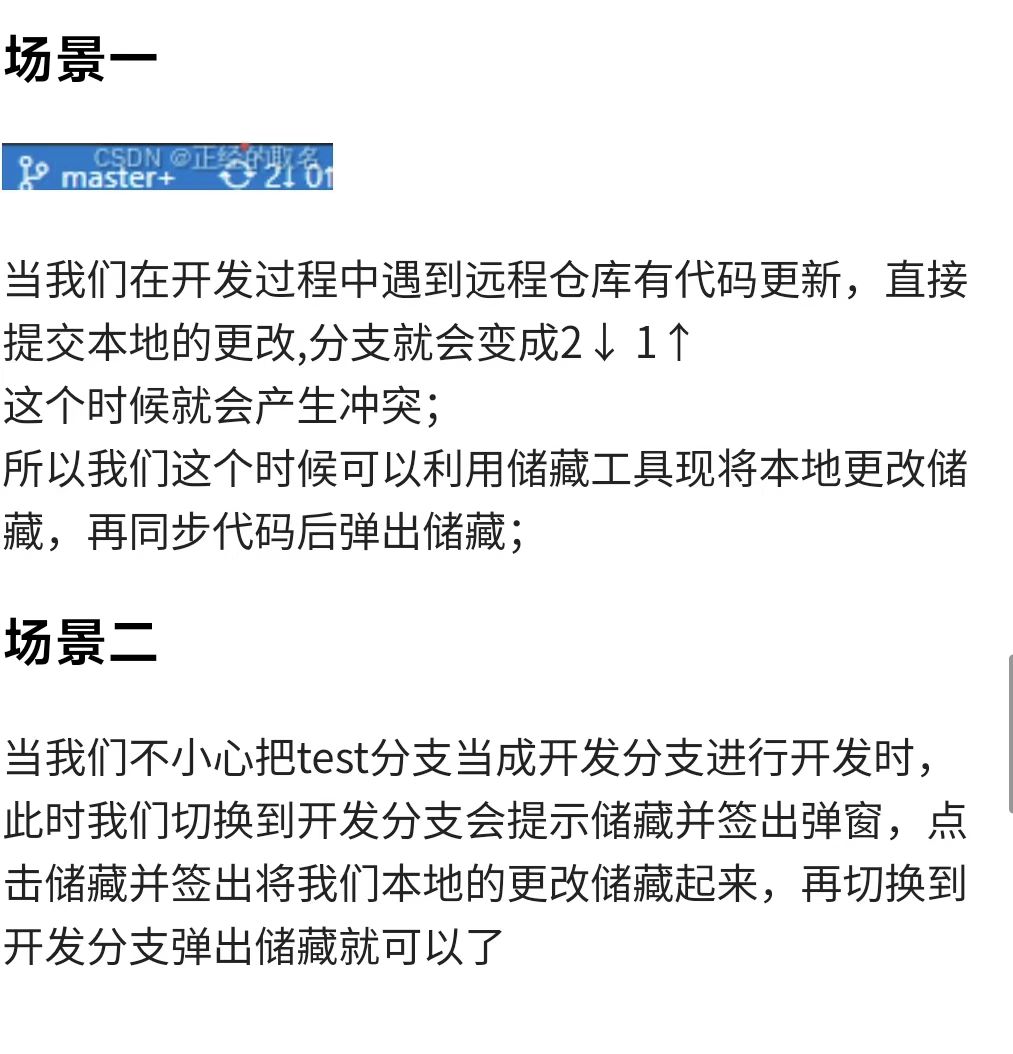 场景一
CSDN @正经的取名
master+ 2↓ 0↑
当我们在开发过程中遇到远程仓库有代码更新，直接
提交本地的更改,分支就会变成2↓ 1↑
这个时候就会产生冲突；
所以我们这个时候可以利用储藏工具现将本地更改储
藏，再同步代码后弹出储藏；
场景二
当我们不小心把test分支当成开发分支进行开发时，
此时我们切换到开发分支会提示储藏并签出弹窗，点
击储藏并签出将我们本地的更改储藏起来，再切换到
开发分支弹出储藏就可以了